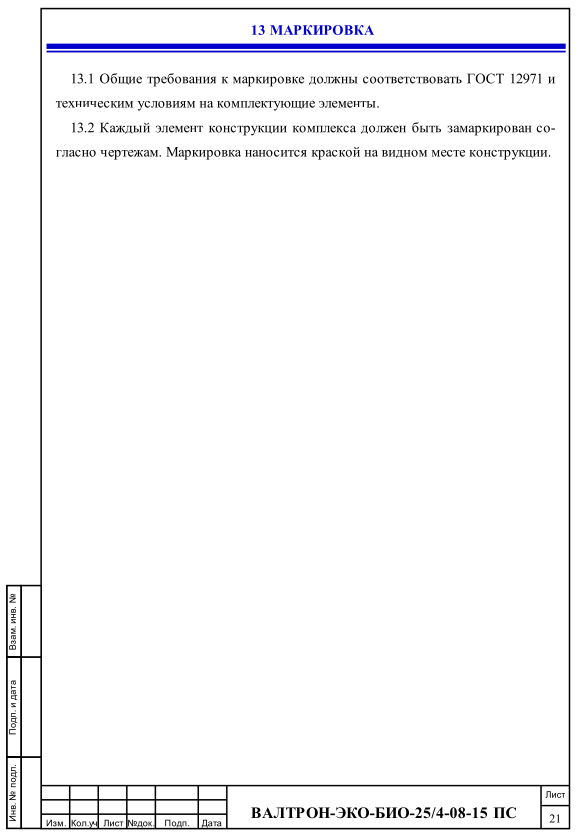 13 МАРКИРОВКА
13.1 Общие требования к маркировке должны соответствовать ГОСТ 12971 и
техническим условиям на комплектующие элементы.
13.2 Каждый элемент конструкции комплекса должен быть замаркирован со-
гласно чертежам. Маркировка наносится краской на видном месте конструкции.
Взам. инв. №
Подп. и дата
Инв. № подл.
Изм. Кол.уч Лист №док. Подп. Дата
ВАЛТРОН-ЭКО-БИО-25/4-08-15 ПС
Лист
21